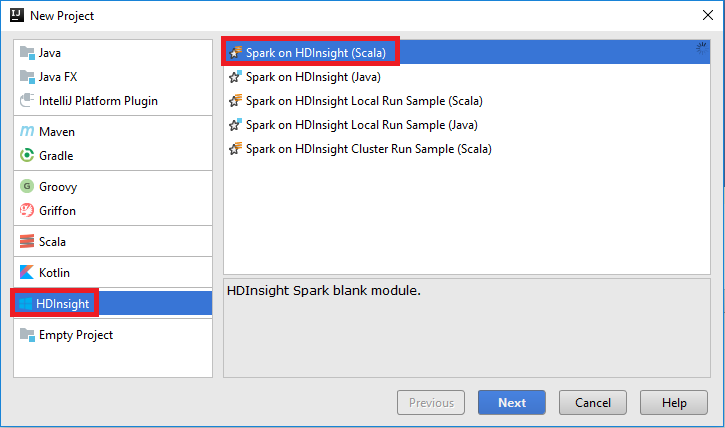 New Project
Java
Java FX
IntelliJ Platform Plugin
Maven
Gradle
Groovy
Griffon
Scala
Kotlin
HDInsight
Empty Project
Spark on HDInsight (Scala)
Spark on HDInsight (Java)
Spark on HDInsight Local Run Sample (Scala)
Spark on HDInsight Local Run Sample (Java)
Spark on HDInsight Cluster Run Sample (Scala)
HDInsight Spark blank module.
Previous
Next
Cancel
Help